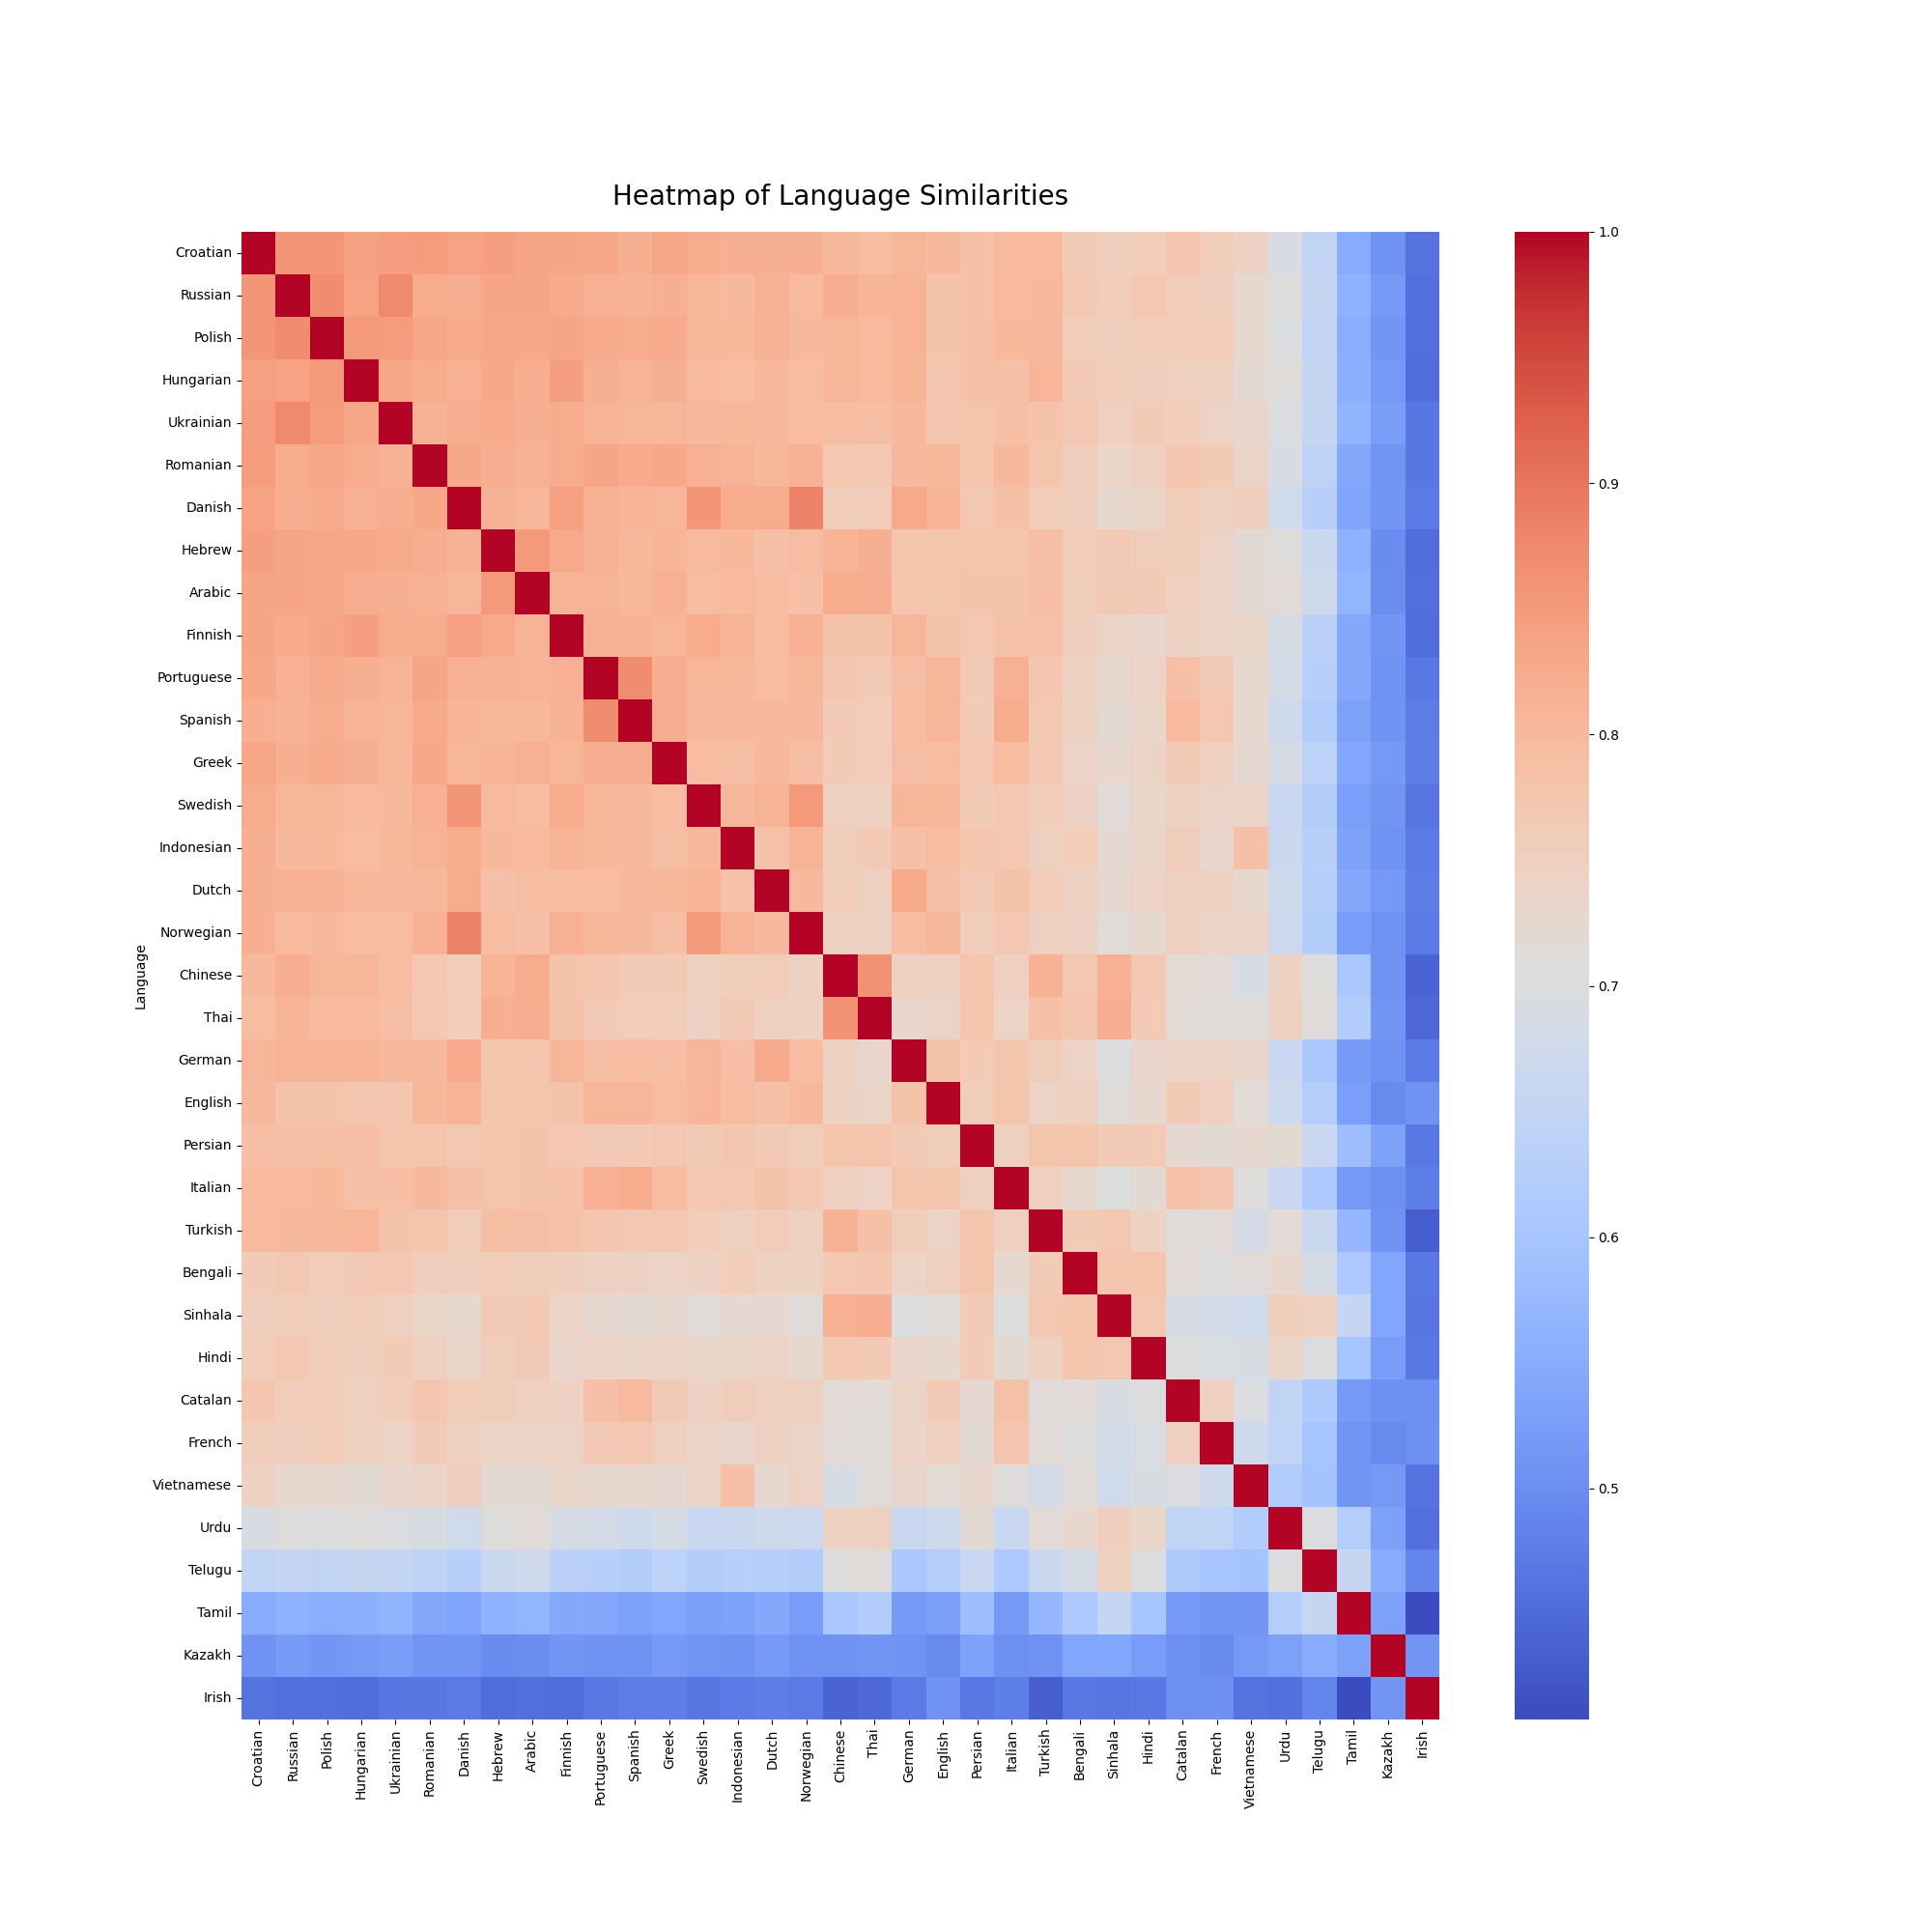 Heatmap of Language Similarities
Language
Croatian
Russian
Polish
Hungarian
Ukrainian
Romanian
Danish
Hebrew
Arabic
Finnish
Portuguese
Spanish
Greek
Swedish
Indonesian
Dutch
Norwegian
Chinese
Thai
German
English
Persian
Italian
Turkish
Bengali
Sinhala
Hindi
Catalan
French
Vietnamese
Urdu
Telugu
Tamil
Kazakh
Irish
Croatian
Russian
Polish
Hungarian
Ukrainian
Romanian
Danish
Hebrew
Arabic
Finnish
Portuguese
Spanish
Greek
Swedish
Indonesian
Dutch
Norwegian
Chinese
Thai
German
English
Persian
Italian
Turkish
Bengali
Sinhala
Hindi
Catalan
French
Vietnamese
Urdu
Telugu
Tamil
Kazakh
Irish
1.0
0.9
0.8
0.7
0.6
0.5